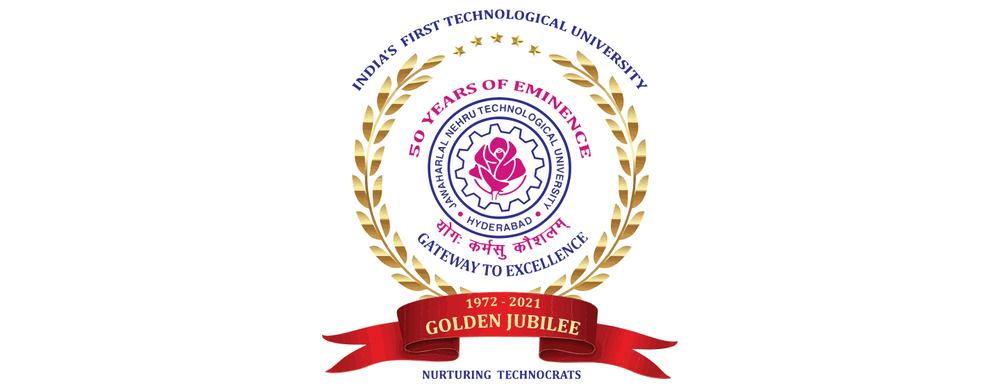 INDIA'S FIRST TECHNOLOGICAL UNIVERSITY
50 YEARS OF EMINENCE
JAWAHARLAL NEHRU TECHNOLOGICAL UNIVERSITY
• HYDERABAD •
योगः कर्मसु कौशलम्
GATEWAY TO EXCELLENCE
1972 - 2021
GOLDEN JUBILEE
NURTURING TECHNOCRATS